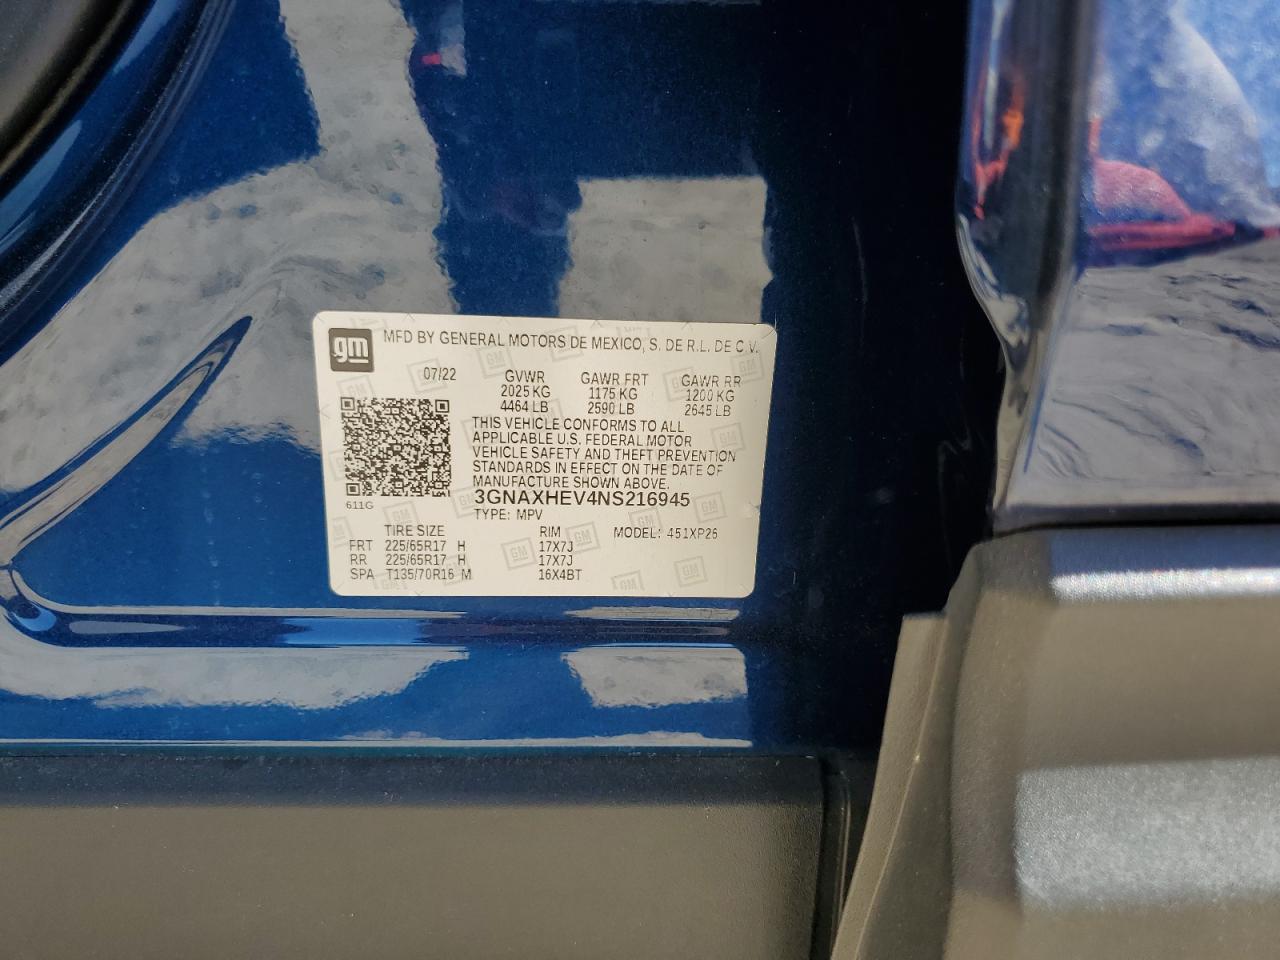 gm
MFD BY GENERAL MOTORS DE MEXICO, S. DE R.L. DE C.V.
07/22 GVWR GAWR FRT GAWR RR
2025 KG 1175 KG 1200 KG
4464 LB 2590 LB 2645 LB
THIS VEHICLE CONFORMS TO ALL
APPLICABLE U.S. FEDERAL MOTOR
VEHICLE SAFETY AND THEFT PREVENTION
STANDARDS IN EFFECT ON THE DATE OF
MANUFACTURE SHOWN ABOVE.
611G
3GNAXHEV4NS216945
TYPE: MPV
TIRE SIZE RIM MODEL: 451XP26
FRT 225/65R17 H 17X7J
RR 225/65R17 H 17X7J
SPA T135/70R16 M 16X4BT